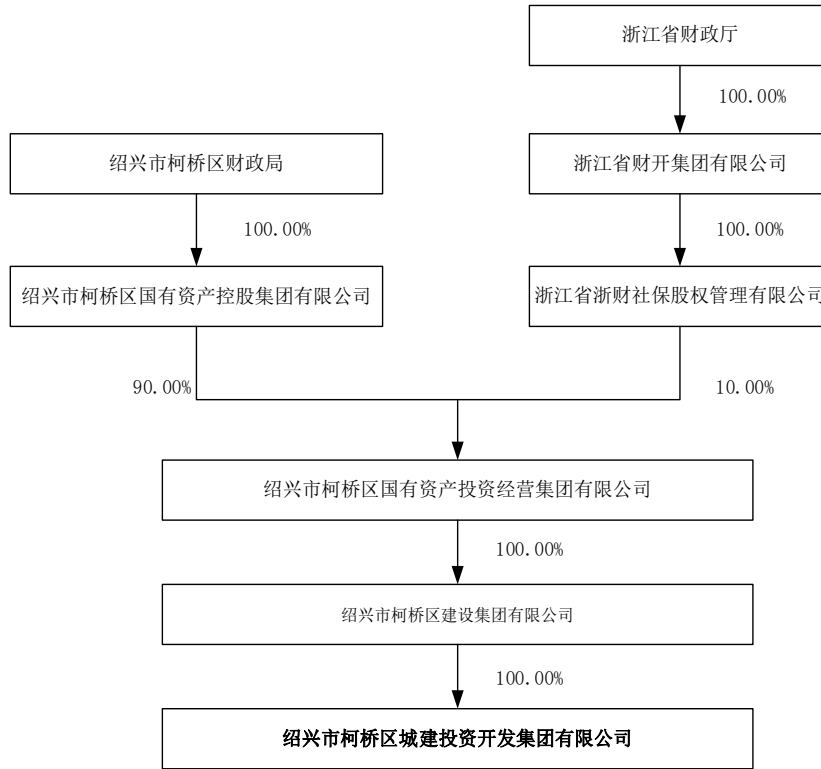 浙江省财政厅
100.00%
绍兴市柯桥区财政局
浙江省财开集团有限公司
100.00%
100.00%
绍兴市柯桥区国有资产控股集团有限公司
浙江省浙财社保股权管理有限公司
90.00%
10.00%
绍兴市柯桥区国有资产投资经营集团有限公司
100.00%
绍兴市柯桥区建设集团有限公司
100.00%
绍兴市柯桥区城建投资开发集团有限公司